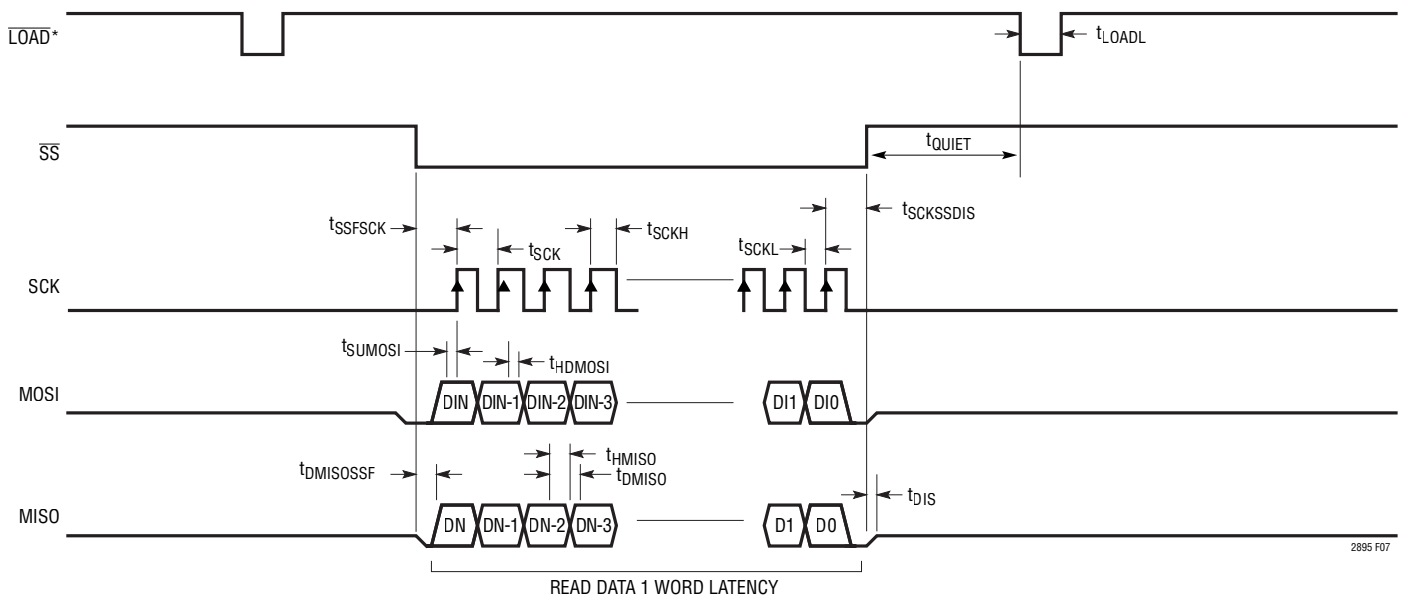 LOAD*
tLOADL
SS
tQUIET
tSCKSSDIS
tSSFSCK
tSCK
tSCKH
tSCKL
SCK
tSUMOSI
tHDMOSI
MOSI
DIN DIN-1 DIN-2 DIN-3 DI1 DI0
tHMISO
tDMISOSSF
tDMISO
tDIS
MISO
DN DN-1 DN-2 DN-3 D1 D0
2895 F07
READ DATA 1 WORD LATENCY